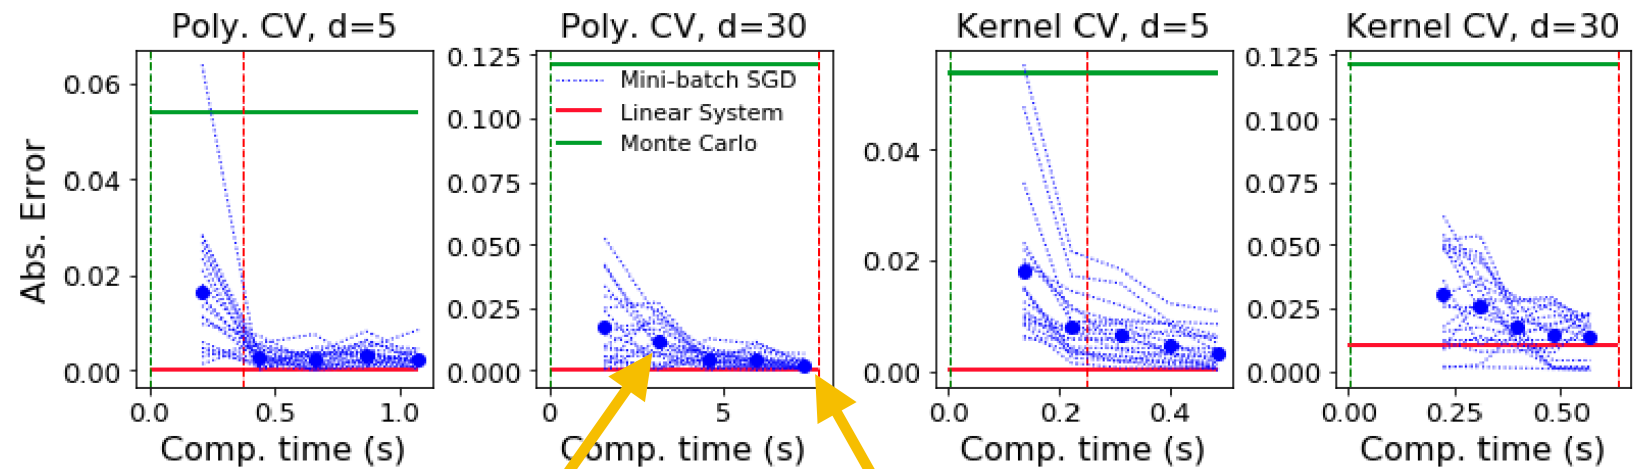 Poly. CV, d=5
Poly. CV, d=30
Kernel CV, d=5
Kernel CV, d=30
Abs. Error
0.06
0.04
0.02
0.00
0.125
0.100
0.075
0.050
0.025
0.000
Mini-batch SGD
Linear System
Monte Carlo
0.04
0.02
0.00
0.125
0.100
0.075
0.050
0.025
0.000
0.0 0.5 1.0
0 5
0.0 0.2 0.4
0.00 0.25 0.50
Comp. time (s)
Comp. time (s)
Comp. time (s)
Comp. time (s)